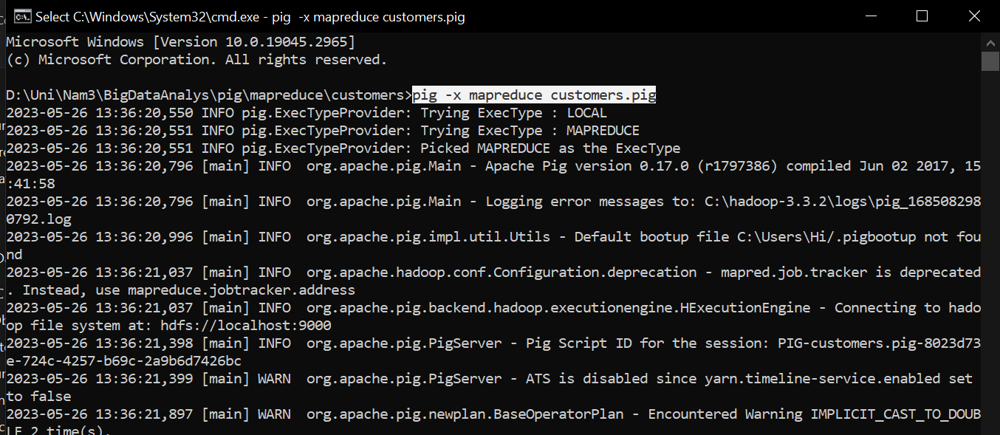 Select C:\Windows\System32\cmd.exe - pig  -x mapreduce customers.pig
Microsoft Windows [Version 10.0.19045.2965]
(c) Microsoft Corporation. All rights reserved.
D:\Uni\Nam3\BigDataAnalys\pig\mapreduce\customers>pig -x mapreduce customers.pig
2023-05-26 13:36:20,550 INFO pig.ExecTypeProvider: Trying ExecType : LOCAL
2023-05-26 13:36:20,551 INFO pig.ExecTypeProvider: Trying ExecType : MAPREDUCE
2023-05-26 13:36:20,551 INFO pig.ExecTypeProvider: Picked MAPREDUCE as the ExecType
2023-05-26 13:36:20,796 [main] INFO  org.apache.pig.Main - Apache Pig version 0.17.0 (r1797386) compiled Jun 02 2017, 15
:41:58
2023-05-26 13:36:20,796 [main] INFO  org.apache.pig.Main - Logging error messages to: C:\hadoop-3.3.2\logs\pig_168508298
0792.log
2023-05-26 13:36:20,996 [main] INFO  org.apache.pig.impl.util.Utils - Default bootup file C:\Users\Hi/.pigbootup not fou
nd
2023-05-26 13:36:21,037 [main] INFO  org.apache.hadoop.conf.Configuration.deprecation - mapred.job.tracker is deprecated
. Instead, use mapreduce.jobtracker.address
2023-05-26 13:36:21,037 [main] INFO  org.apache.pig.backend.hadoop.executionengine.HExecutionEngine - Connecting to hado
op file system at: hdfs://localhost:9000
2023-05-26 13:36:21,398 [main] INFO  org.apache.pig.PigServer - Pig Script ID for the session: PIG-customers.pig-8023d73
e-724c-4257-b69c-2a9b6d7426bc
2023-05-26 13:36:21,399 [main] WARN  org.apache.pig.PigServer - ATS is disabled since yarn.timeline-service.enabled set
to false
2023-05-26 13:36:21,897 [main] WARN  org.apache.pig.newplan.BaseOperatorPlan - Encountered Warning IMPLICIT_CAST_TO_DOUB
LE 2 time(s).